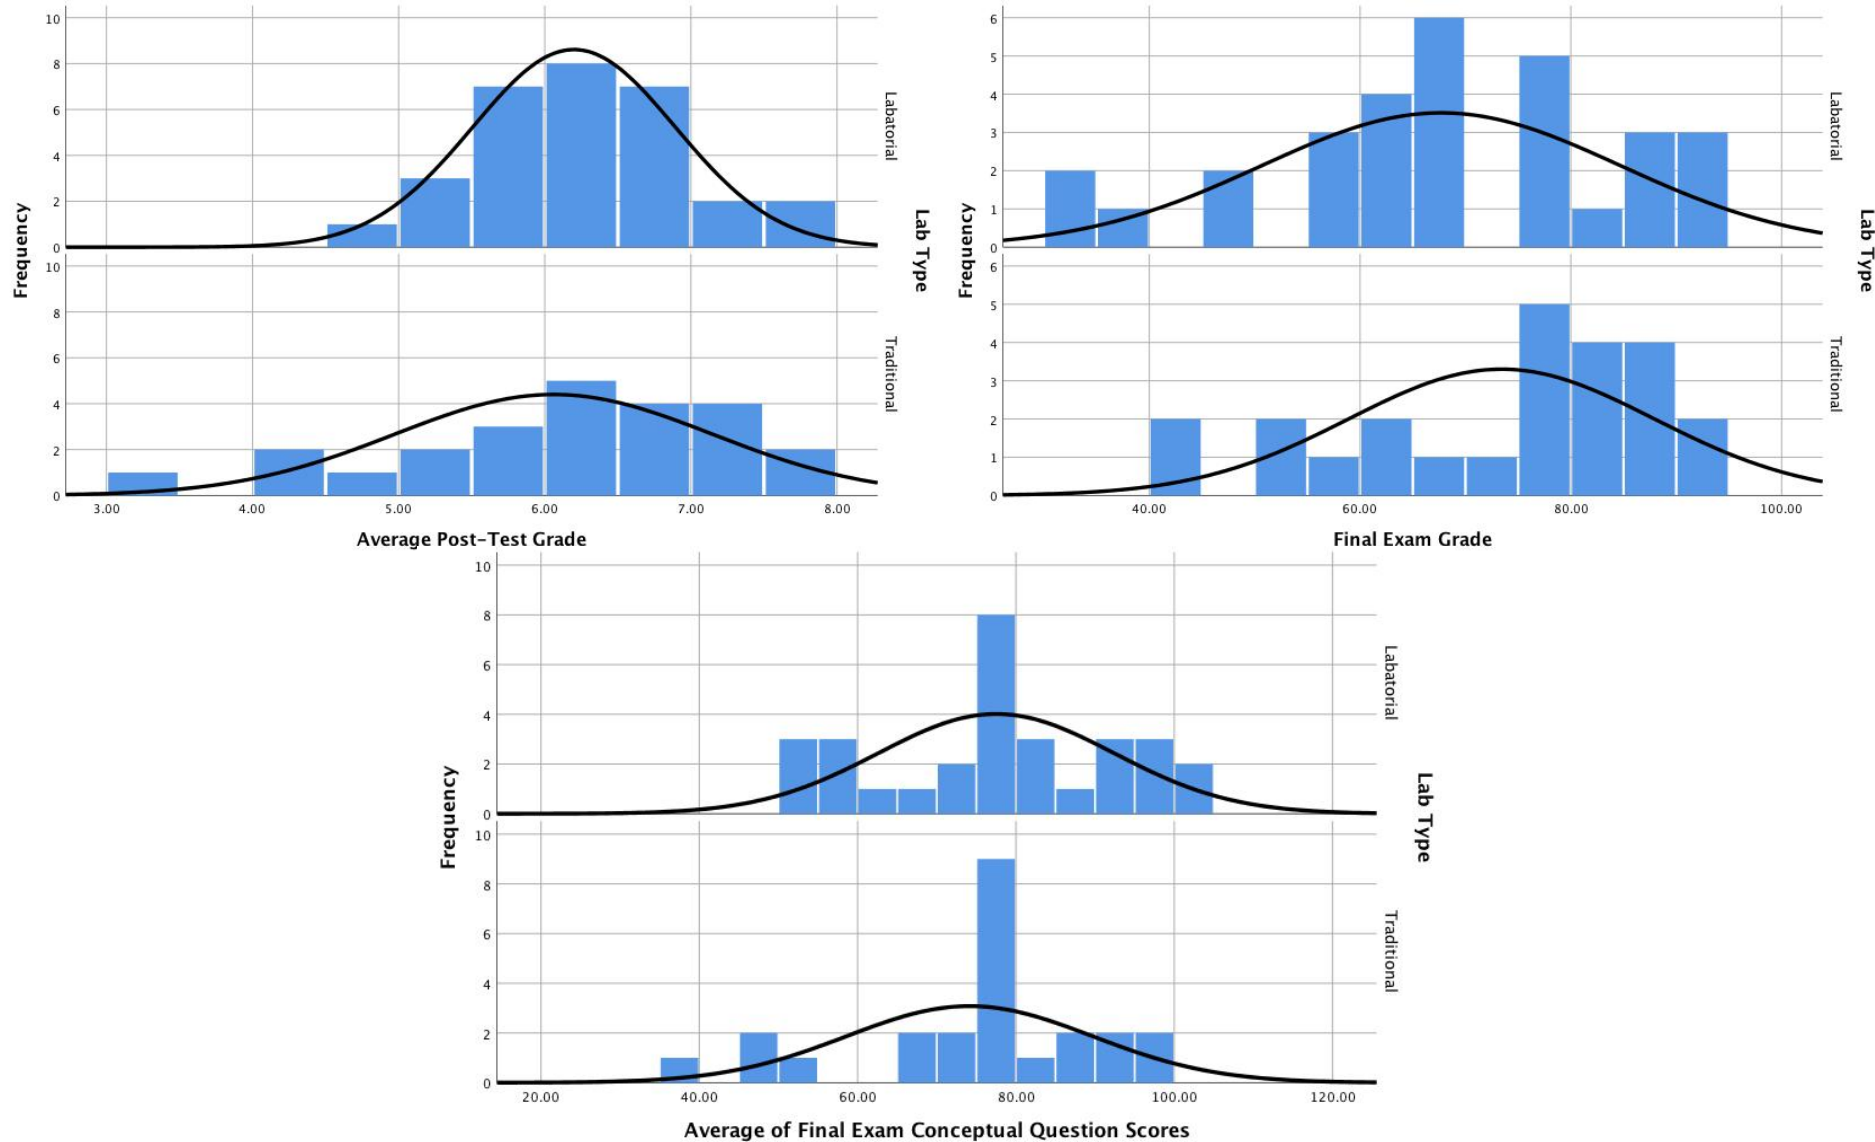 10
8
6
4
2
0
Labatorial
10
8
6
4
2
0
Traditional
3.00 4.00 5.00 6.00 7.00 8.00
Frequency
Lab Type
Average Post-Test Grade
6
5
4
3
2
1
0
Labatorial
6
5
4
3
2
1
0
Traditional
40.00 60.00 80.00 100.00
Frequency
Lab Type
Final Exam Grade
10
8
6
4
2
0
Labatorial
10
8
6
4
2
0
Traditional
20.00 40.00 60.00 80.00 100.00 120.00
Frequency
Lab Type
Average of Final Exam Conceptual Question Scores